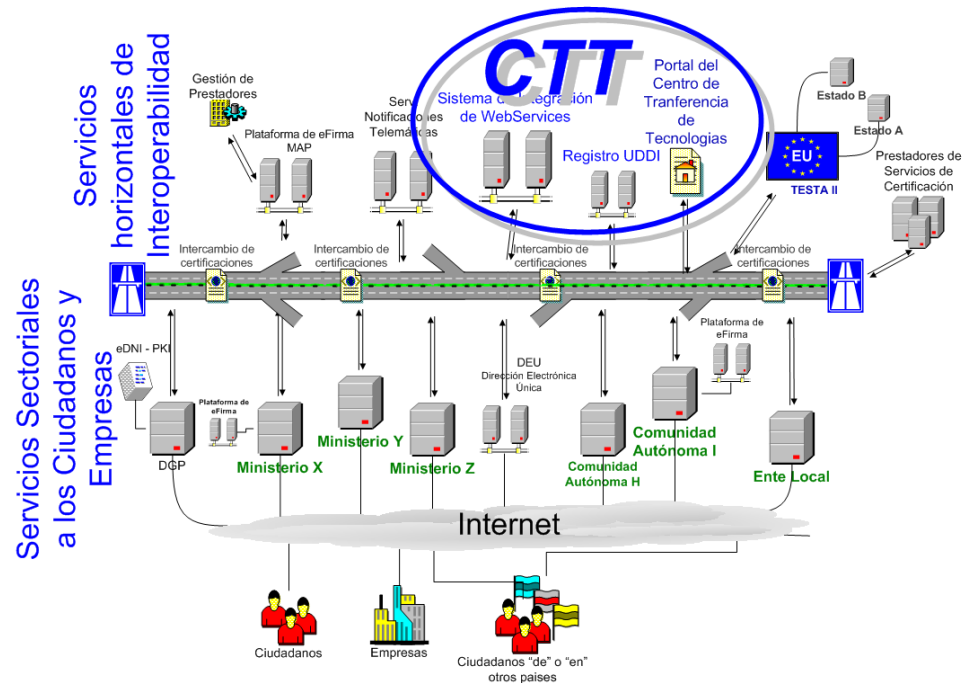 Servicios
horizontales de
Interoperabilidad
CTT
Gestión de
Prestadores
Plataforma de eFirma
MAP
Serv
Notificaciones
Telemáticas
Sistema de Integración
de WebServices
Registro UDDI
Portal del
Centro de
Tranferencia
de
Tecnologias
Estado B
Estado A
EU
TESTA II
Prestadores de
Servicios de
Certificación
Intercambio de
certificaciones
Intercambio de
certificaciones
Intercambio de
certificaciones
Intercambio de
certificaciones
Servicios Sectoriales
a los Ciudadanos y
Empresas
eDNI - PKI
DGP
Plataforma de
eFirma
Ministerio X
Ministerio Y
Ministerio Z
DEU
Dirección Electrónica
Única
Comunidad
Autónoma H
Comunidad
Autónoma I
Plataforma de
eFirma
Ente Local
Internet
Ciudadanos
Empresas
Ciudadanos “de” o “en”
otros paises